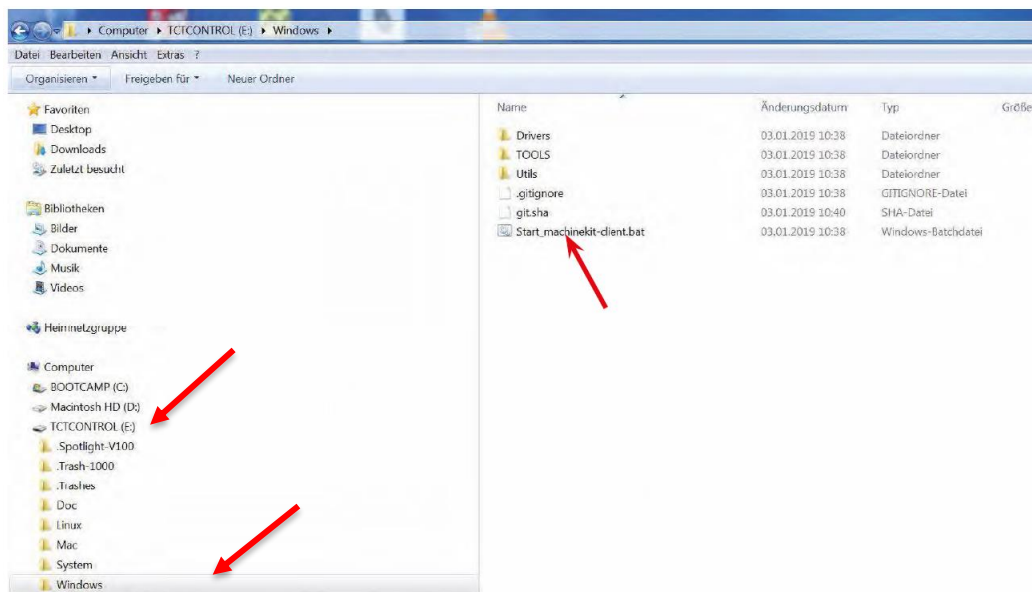 Computer ▸ TCTCONTROL (E:) ▸ Windows ▸
Datei Bearbeiten Ansicht Extras ?
Organisieren Freigeben für Neuer Ordner
Favoriten
Desktop
Downloads
Zuletzt besucht
Bibliotheken
Bilder
Dokumente
Musik
Videos
Heimnetzgruppe
Computer
BOOTCAMP (C:)
Macintosh HD (D:)
TCTCONTROL (E:)
.Spotlight-V100
.Trash-1000
.Trashes
Doc
Linux
Mac
System
Windows
Name Änderungsdatum Typ Größe
Drivers 03.01.2019 10:38 Dateiordner
TOOLS 03.01.2019 10:38 Dateiordner
Utils 03.01.2019 10:38 Dateiordner
.gitignore 03.01.2019 10:38 GITIGNORE-Datei
git.sha 03.01.2019 10:40 SHA-Datei
Start_machinekit-client.bat 03.01.2019 10:38 Windows-Batchdatei